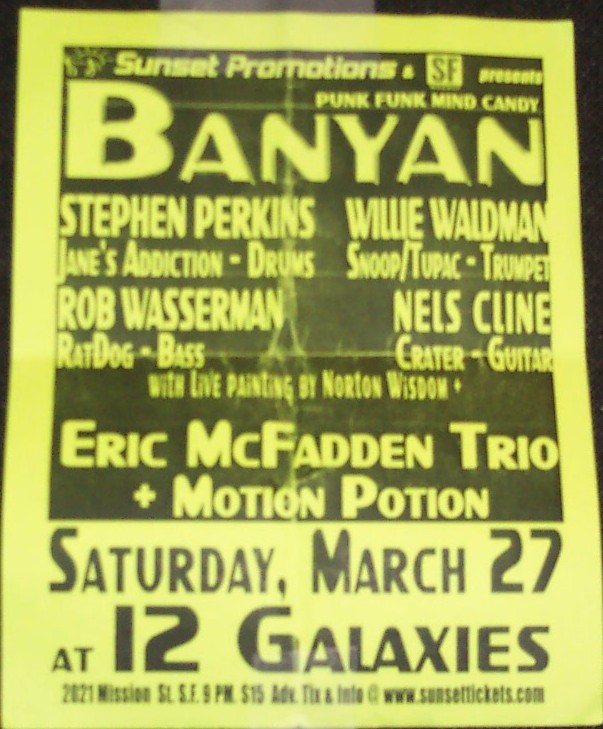 Sunset Promotions & SF presents
PUNK FUNK MIND CANDY
BANYAN
STEPHEN PERKINS WILLIE WALDMAN
JANE'S ADDICTION - DRUMS SNOOP/TUPAC - TRUMPET
ROB WASSERMAN NELS CLINE
RATDOG - BASS CRATER - GUITAR
WITH LIVE PAINTING BY NORTON WISDOM +
ERIC MCFADDEN TRIO
+ MOTION POTION
SATURDAY, MARCH 27
AT 12 GALAXIES
2021 Mission St. S.F. 9 PM. $15 Adv. Tix & Info @ www.sunsettickets.com